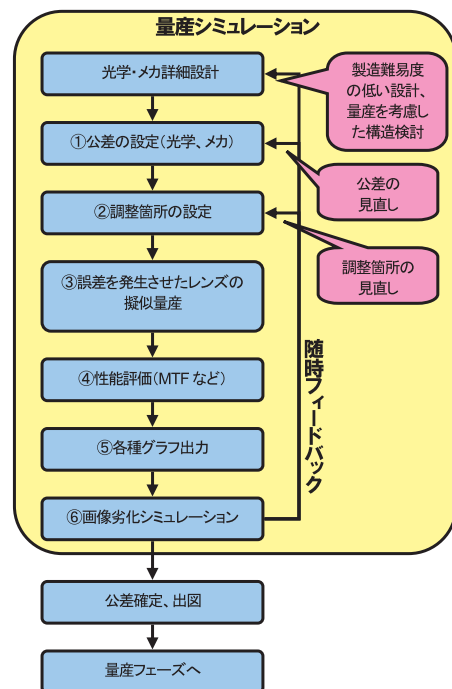 量産シミュレーション
光学・メカ詳細設計
製造難易度
の低い設計、
量産を考慮し
た構造検討
①公差の設定(光学、メカ)
公差の
見直し
②調整箇所の設定
調整箇所の
見直し
③誤差を発生させたレンズの
擬似量産
④性能評価(MTFなど)
⑤各種グラフ出力
⑥画像劣化シミュレーション
随時フィードバック
公差確定、出図
量産フェーズへ